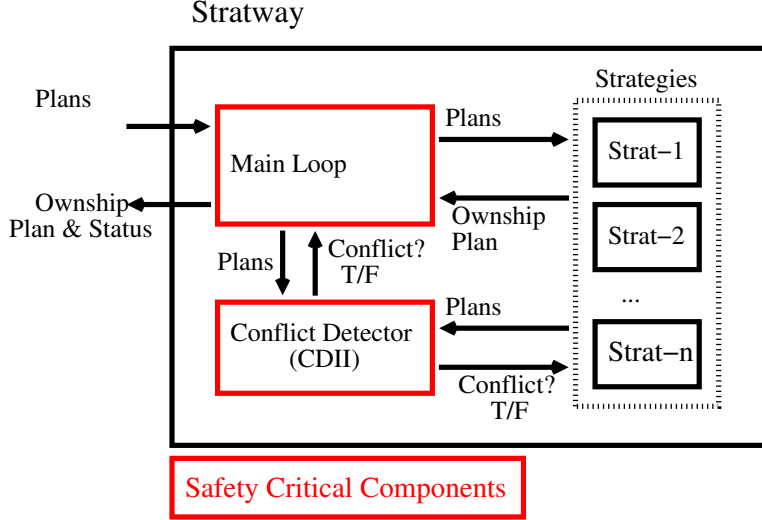 Stratway
Strategies
Plans
Plans
Strat−1
Main Loop
Ownship
Plan & Status
Ownship
Plan
Strat−2
Plans
Conflict?
T/F
...
Plans
Conflict Detector
(CDII)
Strat−n
Conflict?
T/F
Safety Critical Components